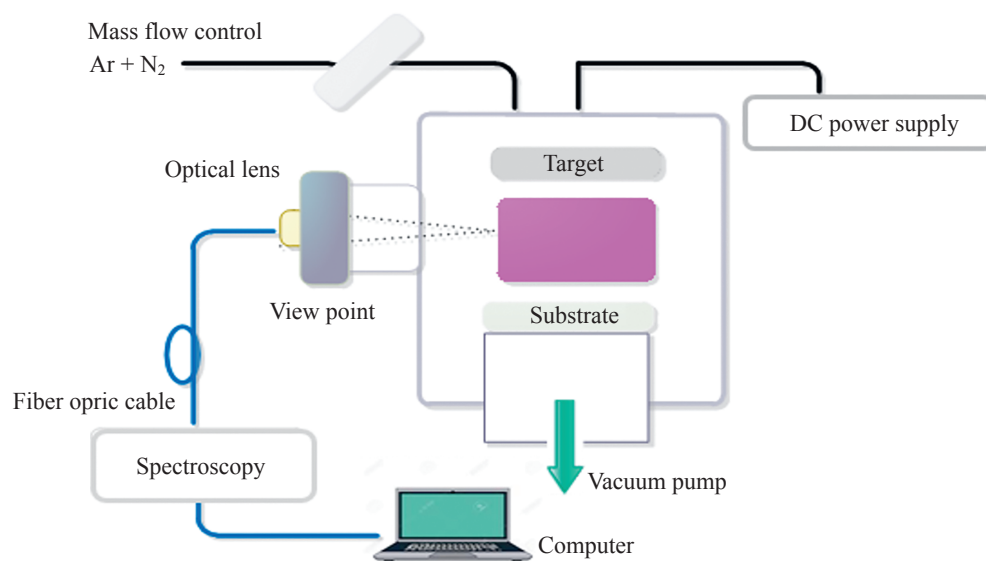 Mass flow control
Ar + N₂
DC power supply
Optical lens
Target
View point
Substrate
Fiber opric cable
Spectroscopy
Vacuum pump
Computer